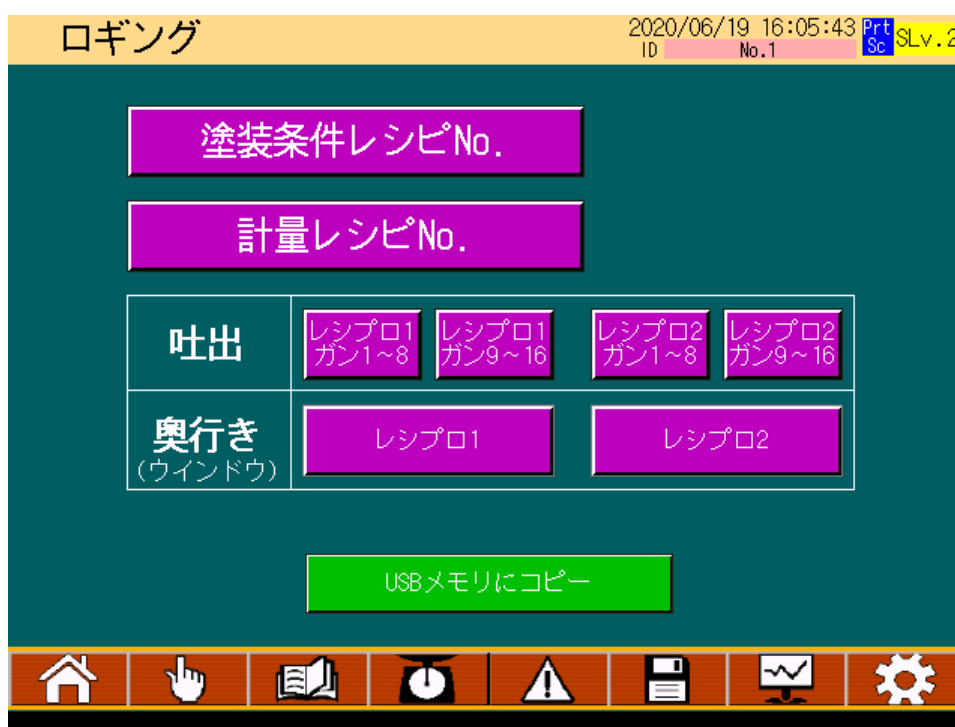 ロギング
2020/06/19 16:05:43
ID No.1
Prt
Sc
SLv.2
塗装条件レシピNo.
計量レシピNo.
吐出
レシプロ1
ガン1~8
レシプロ1
ガン9~16
レシプロ2
ガン1~8
レシプロ2
ガン9~16
奥行き
(ウインドウ)
レシプロ1
レシプロ2
USBメモリにコピー